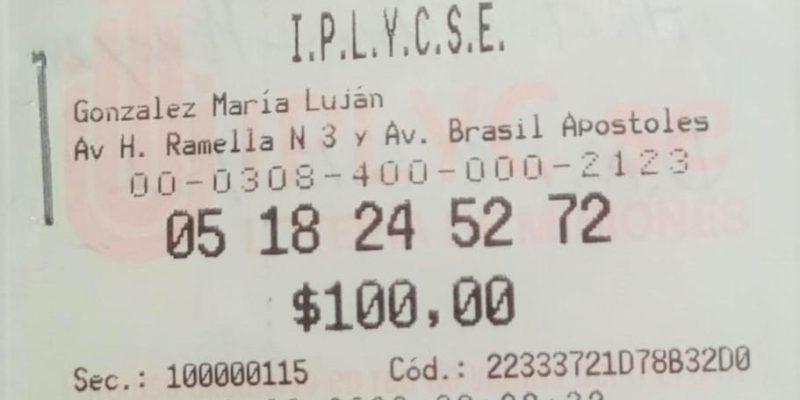 I.P.L.Y.C.S.E.
Gonzalez María Luján
Av H. Ramella N 3 y Av. Brasil Apostoles
00-0308-400-000-2123
05 18 24 52 72
$100,00
Sec.: 100000115 Cód.: 22333721D78B32D0